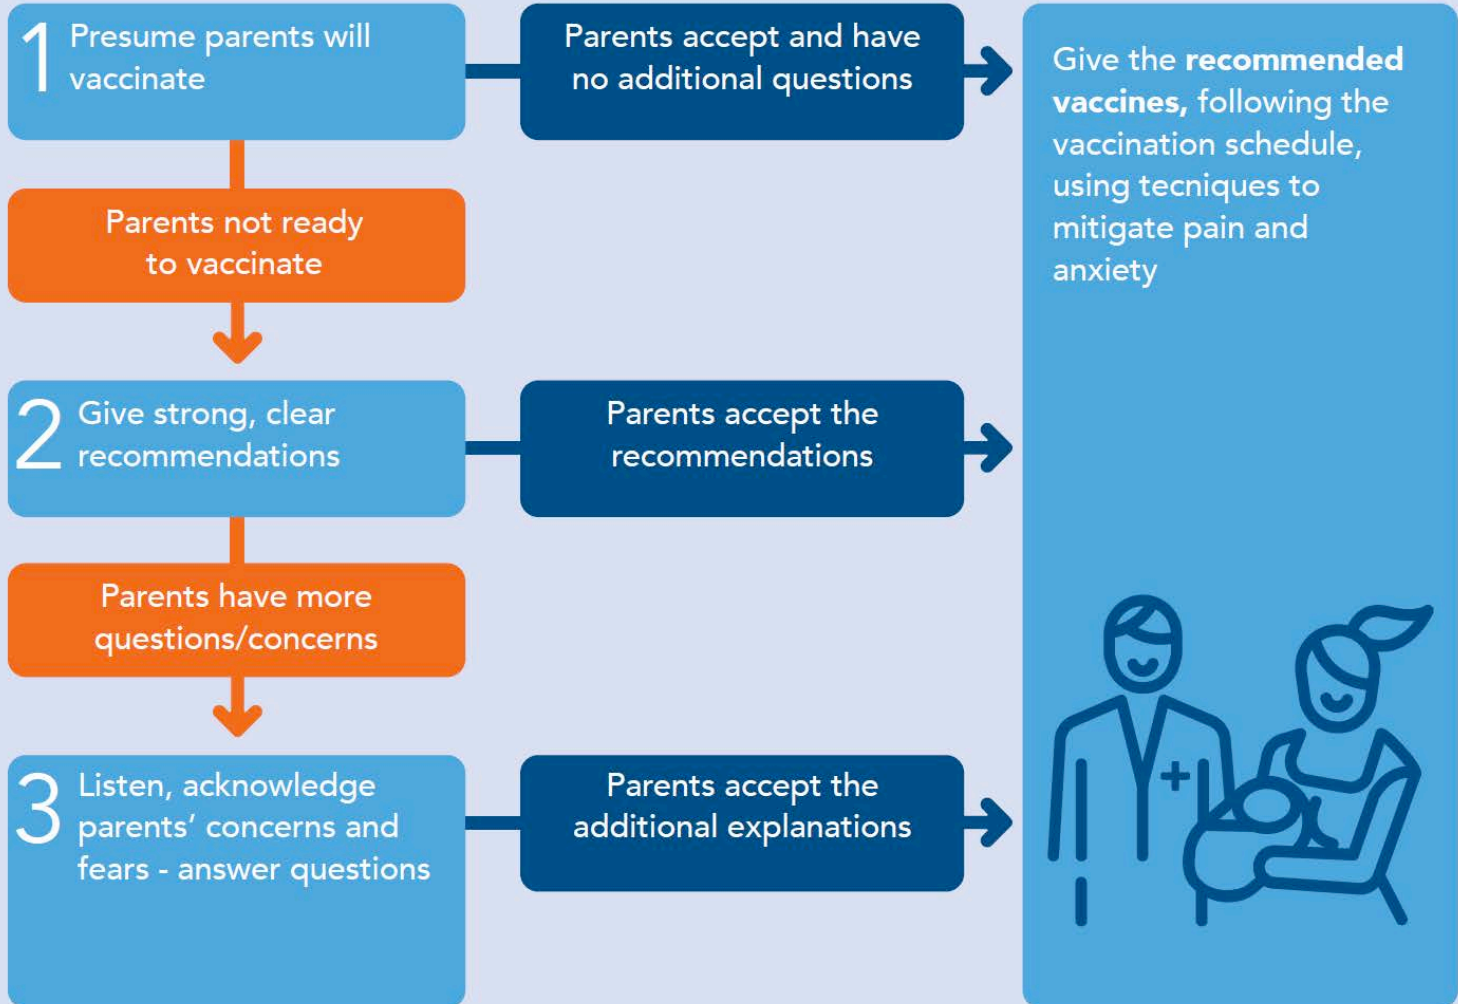 1 Presume parents will
vaccinate
Parents accept and have
no additional questions
Give the recommended
vaccines, following the
vaccination schedule,
using tecniques to
mitigate pain and
anxiety
Parents not ready
to vaccinate
2 Give strong, clear
recommendations
Parents accept the
recommendations
Parents have more
questions/concerns
3 Listen, acknowledge
parents’ concerns and
fears - answer questions
Parents accept the
additional explanations